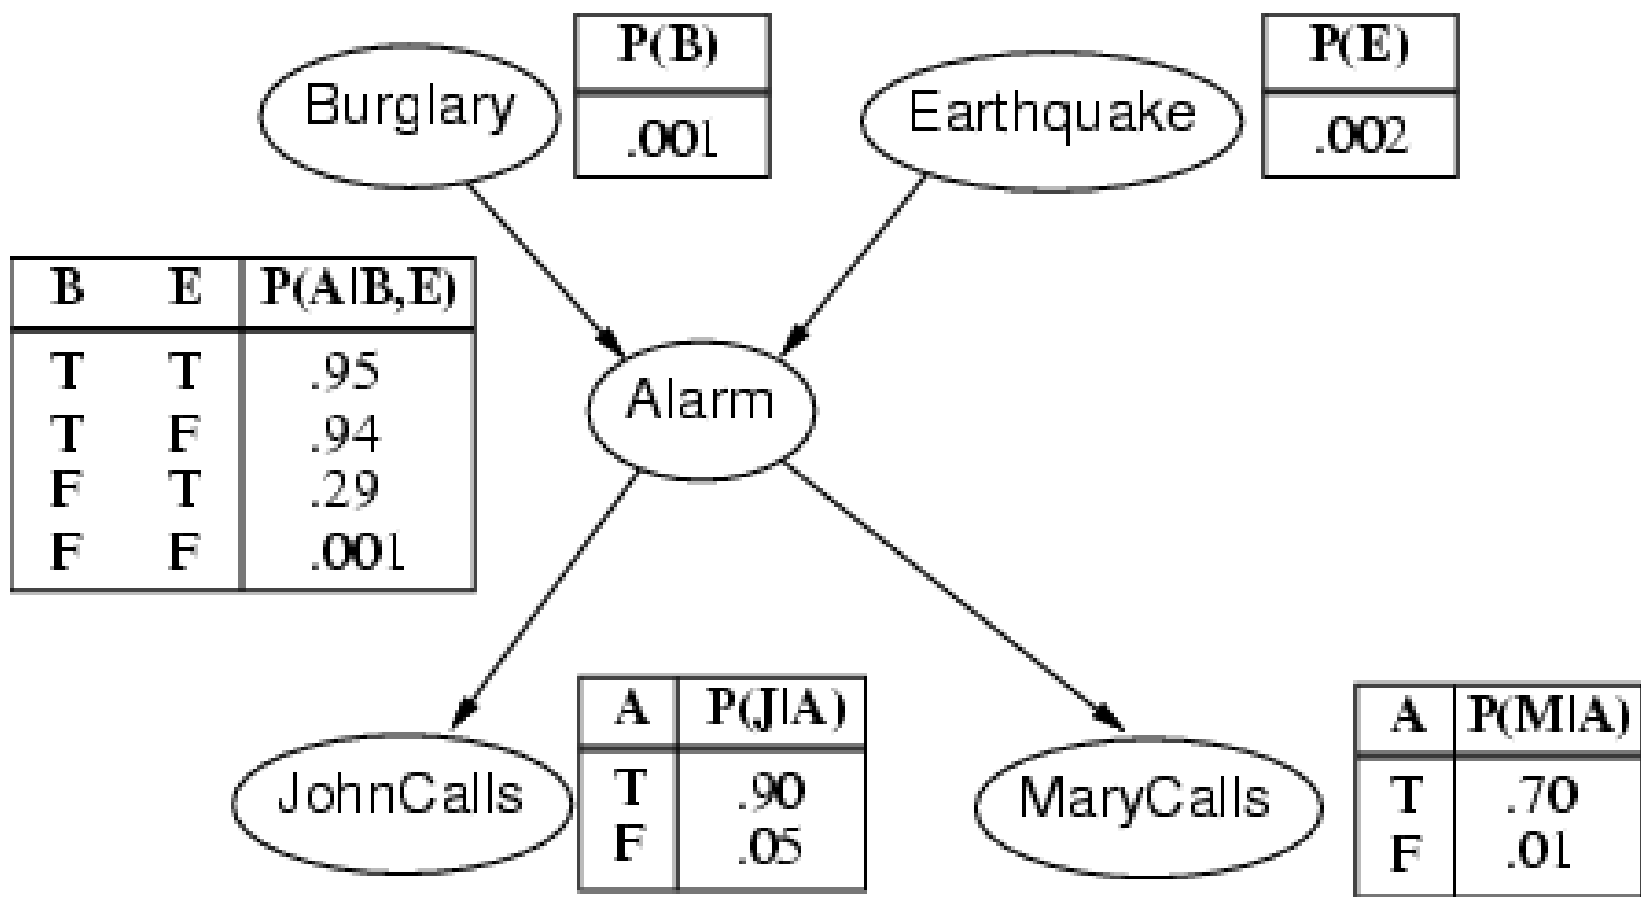 Burglary
P(B)
.001
Earthquake
P(E)
.002
B E P(A|B,E)
T T .95
T F .94
F T .29
F F .001
Alarm
JohnCalls
A P(J|A)
T .90
F .05
MaryCalls
A P(M|A)
T .70
F .01